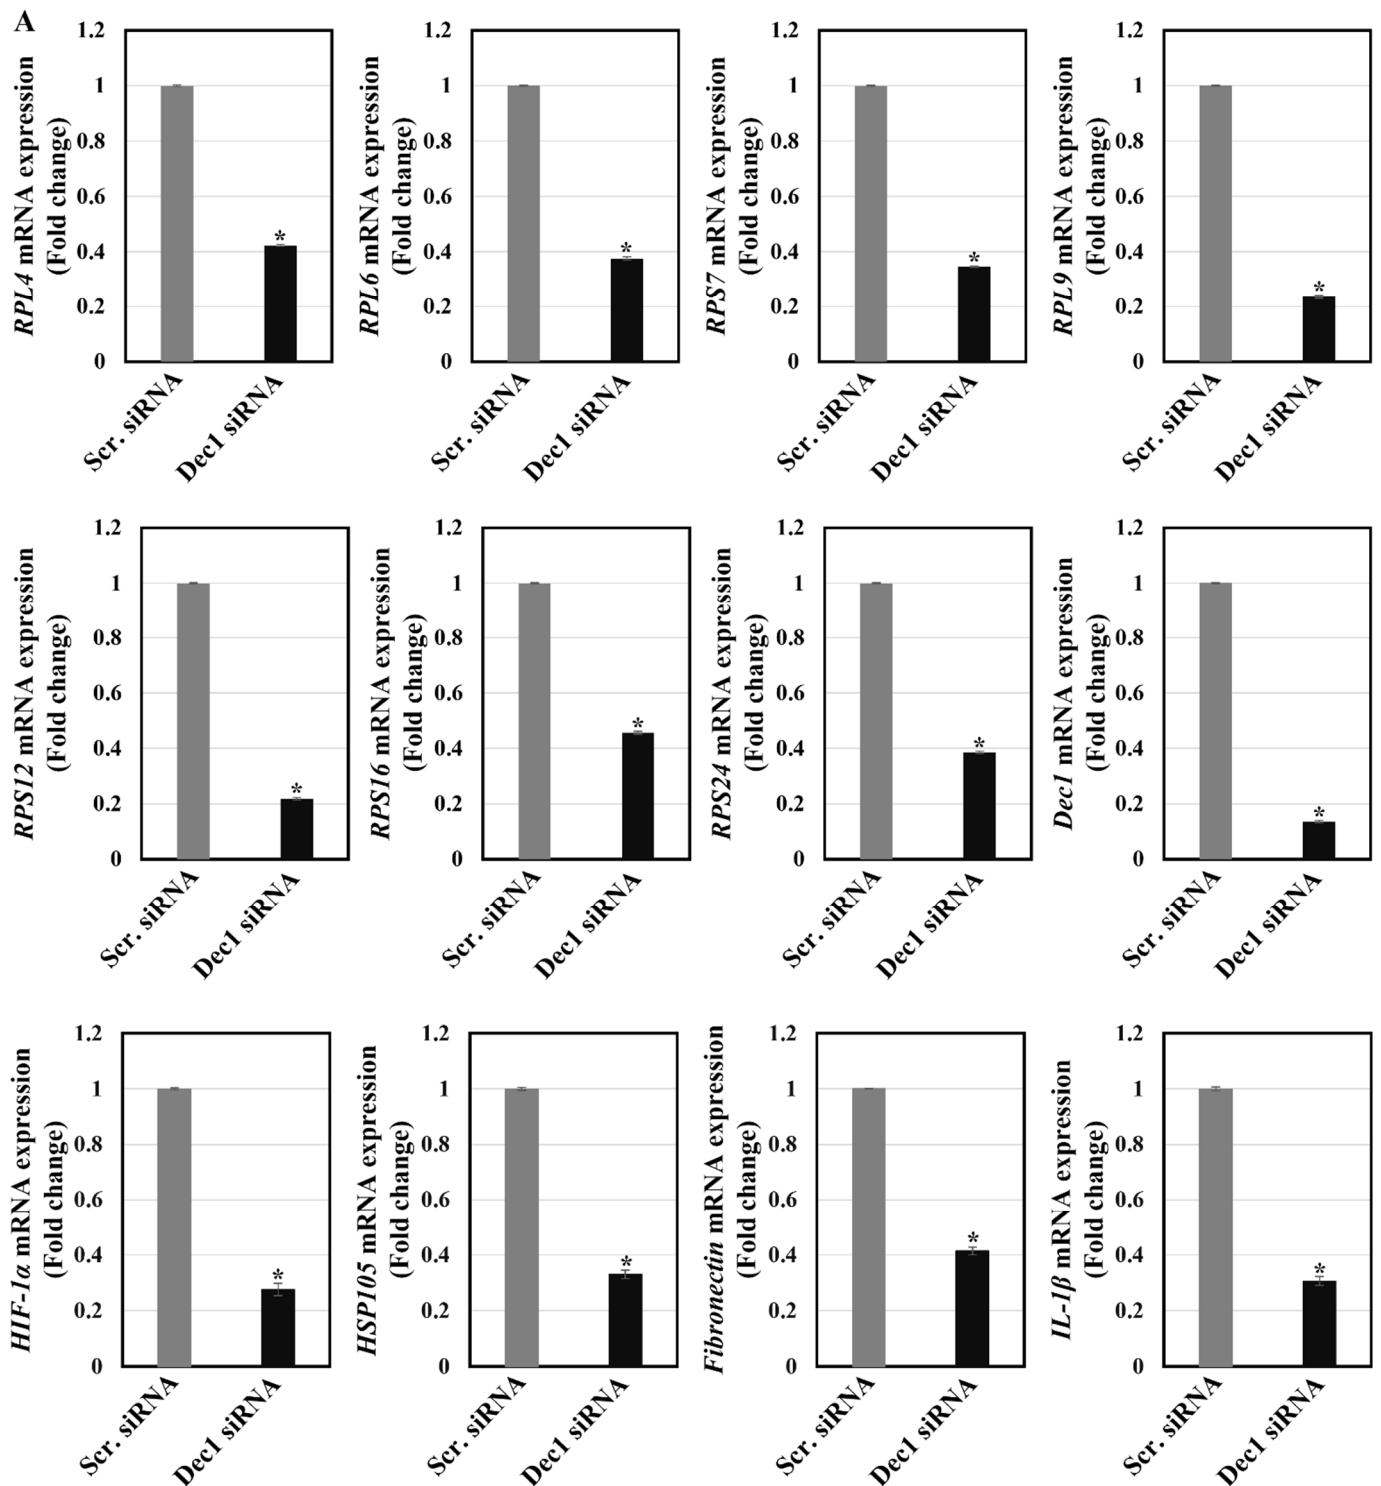 A
RPL4 mRNA expression
(Fold change)
1.2
1
0.8
0.6
0.4
0.2
0
*
Scr. siRNA
Dec1 siRNA
RPL6 mRNA expression
(Fold change)
1.2
1
0.8
0.6
0.4
0.2
0
*
Scr. siRNA
Dec1 siRNA
RPS7 mRNA expression
(Fold change)
1.2
1
0.8
0.6
0.4
0.2
0
*
Scr. siRNA
Dec1 siRNA
RPL9 mRNA expression
(Fold change)
1.2
1
0.8
0.6
0.4
0.2
0
*
Scr. siRNA
Dec1 siRNA
RPS12 mRNA expression
(Fold change)
1.2
1
0.8
0.6
0.4
0.2
0
*
Scr. siRNA
Dec1 siRNA
RPS16 mRNA expression
(Fold change)
1.2
1
0.8
0.6
0.4
0.2
0
*
Scr. siRNA
Dec1 siRNA
RPS24 mRNA expression
(Fold change)
1.2
1
0.8
0.6
0.4
0.2
0
*
Scr. siRNA
Dec1 siRNA
Dec1 mRNA expression
(Fold change)
1.2
1
0.8
0.6
0.4
0.2
0
*
Scr. siRNA
Dec1 siRNA
HIF-1α mRNA expression
(Fold change)
1.2
1
0.8
0.6
0.4
0.2
0
*
Scr. siRNA
Dec1 siRNA
HSP105 mRNA expression
(Fold change)
1.2
1
0.8
0.6
0.4
0.2
0
*
Scr. siRNA
Dec1 siRNA
Fibronectin mRNA expression
(Fold change)
1.2
1
0.8
0.6
0.4
0.2
0
*
Scr. siRNA
Dec1 siRNA
IL-1β mRNA expression
(Fold change)
1.2
1
0.8
0.6
0.4
0.2
0
*
Scr. siRNA
Dec1 siRNA